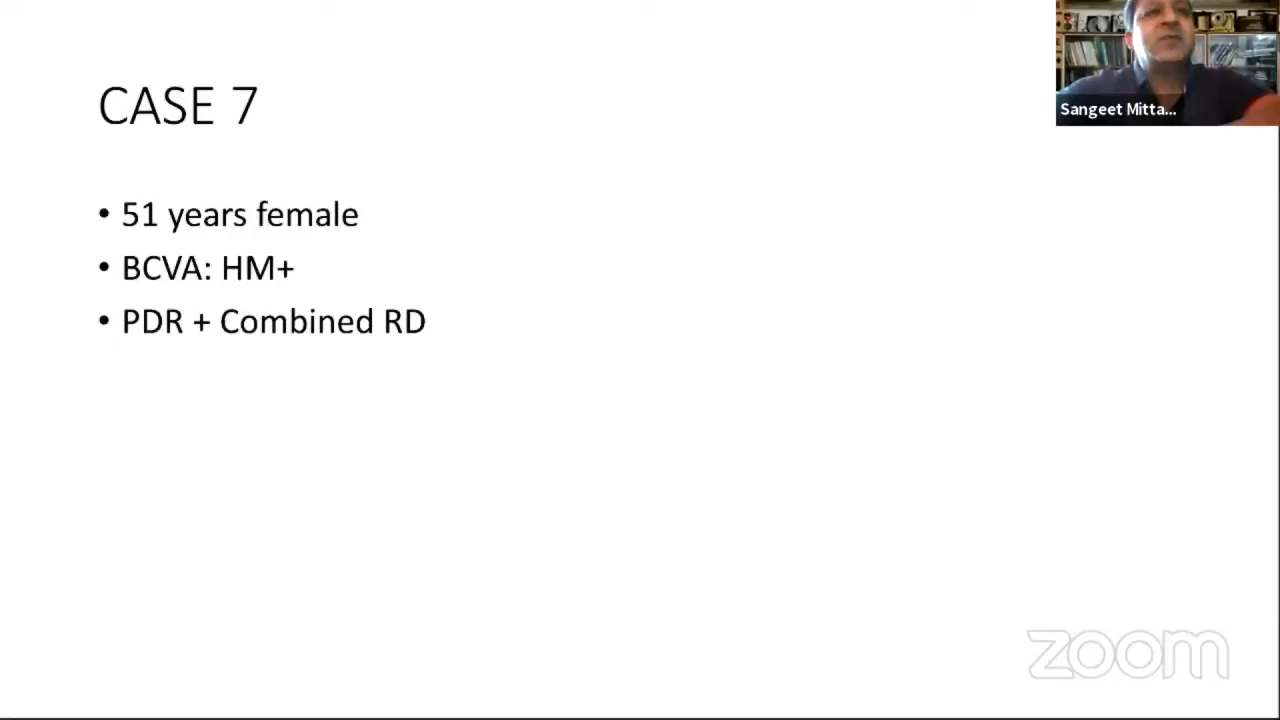 CASE 7
Sangeet Mitta...
• 51 years female
• BCVA: HM+
• PDR + Combined RD
zoom